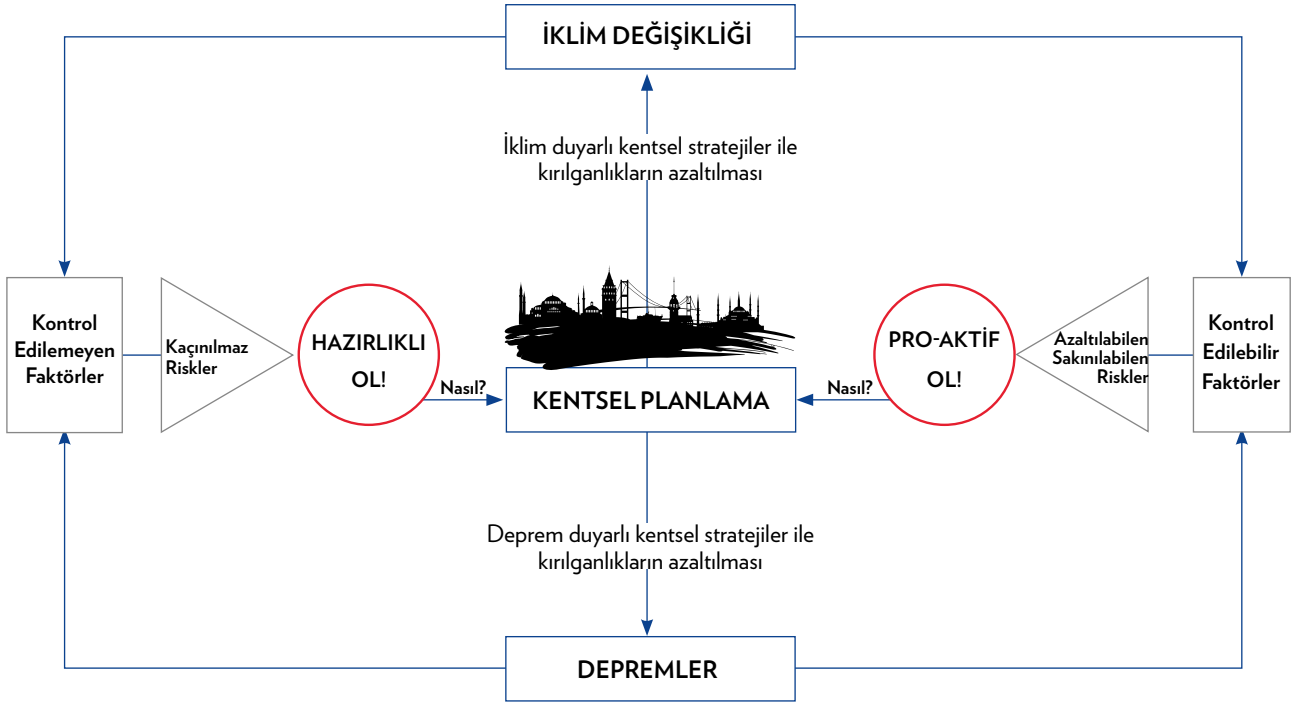 İKLİM DEĞİŞİKLİĞİ
İklim duyarlı kentsel stratejiler ile
kırılganlıkların azaltılması
Kontrol
Edilemeyen
Faktörler
Kaçınılmaz
Riskler
HAZIRLIKLI
OL!
Nasıl?
KENTSEL PLANLAMA
Nasıl?
PRO-AKTİF
OL!
Azaltılabilen
Sakınılabilen
Riskler
Kontrol
Edilebilir
Faktörler
Deprem duyarlı kentsel stratejiler ile
kırılganlıkların azaltılması
DEPREMLER